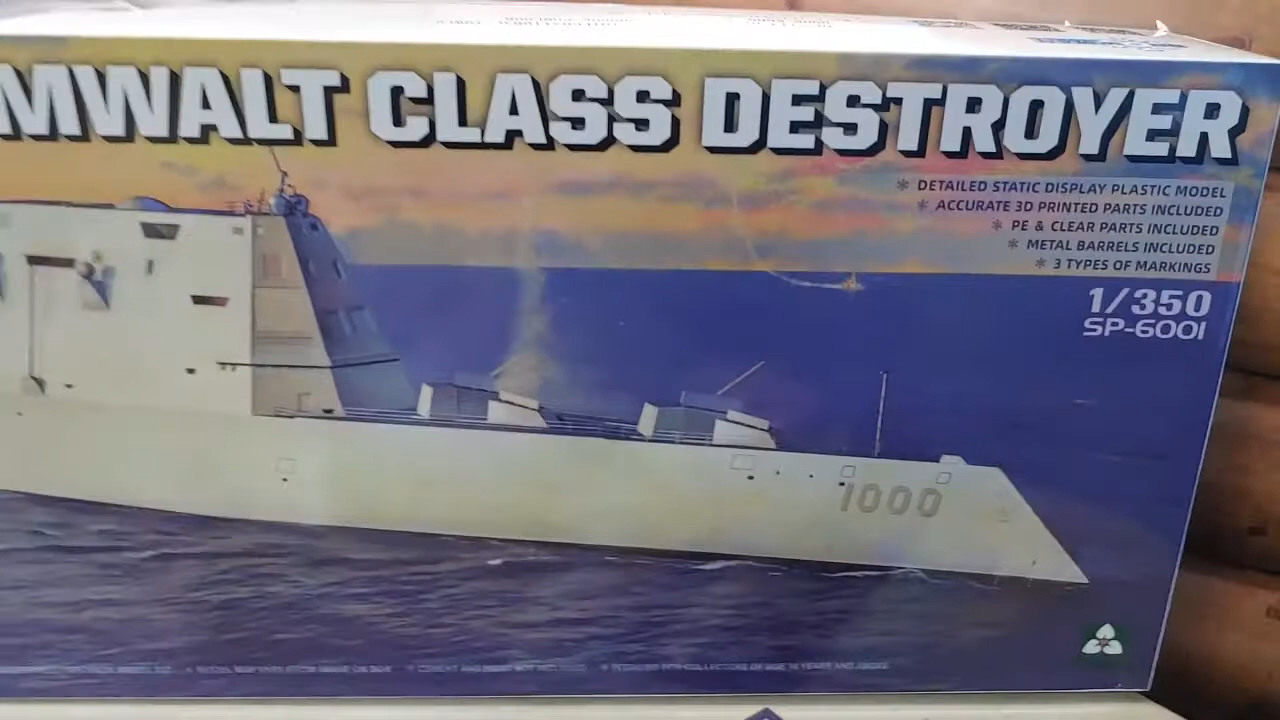 MWALT CLASS DESTROYER
* DETAILED STATIC DISPLAY PLASTIC MODEL
* ACCURATE 3D PRINTED PARTS INCLUDED
* PE & CLEAR PARTS INCLUDED
* METAL BARRELS INCLUDED
* 3 TYPES OF MARKINGS
1/350
SP-6001
1000